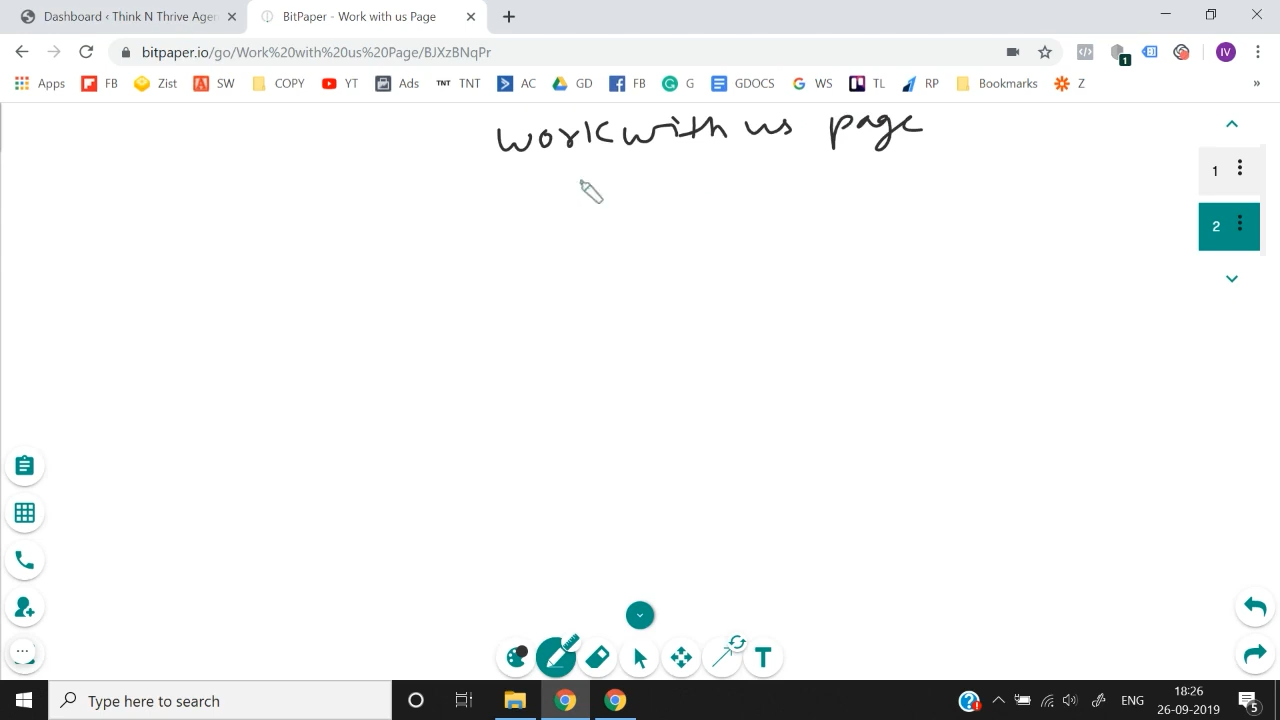 Dashboard ‹ Think N Thrive Agen
BitPaper - Work with us Page
bitpaper.io/go/Work%20with%20us%20Page/BJXzBNqPr
1
IV
Apps FB Zist SW COPY YT Ads TNT TNT AC GD FB G GDOCS G WS TL RP Bookmarks Z »
work with us page
1
2
T
Type here to search
ENG
18:26
26-09-2019
5